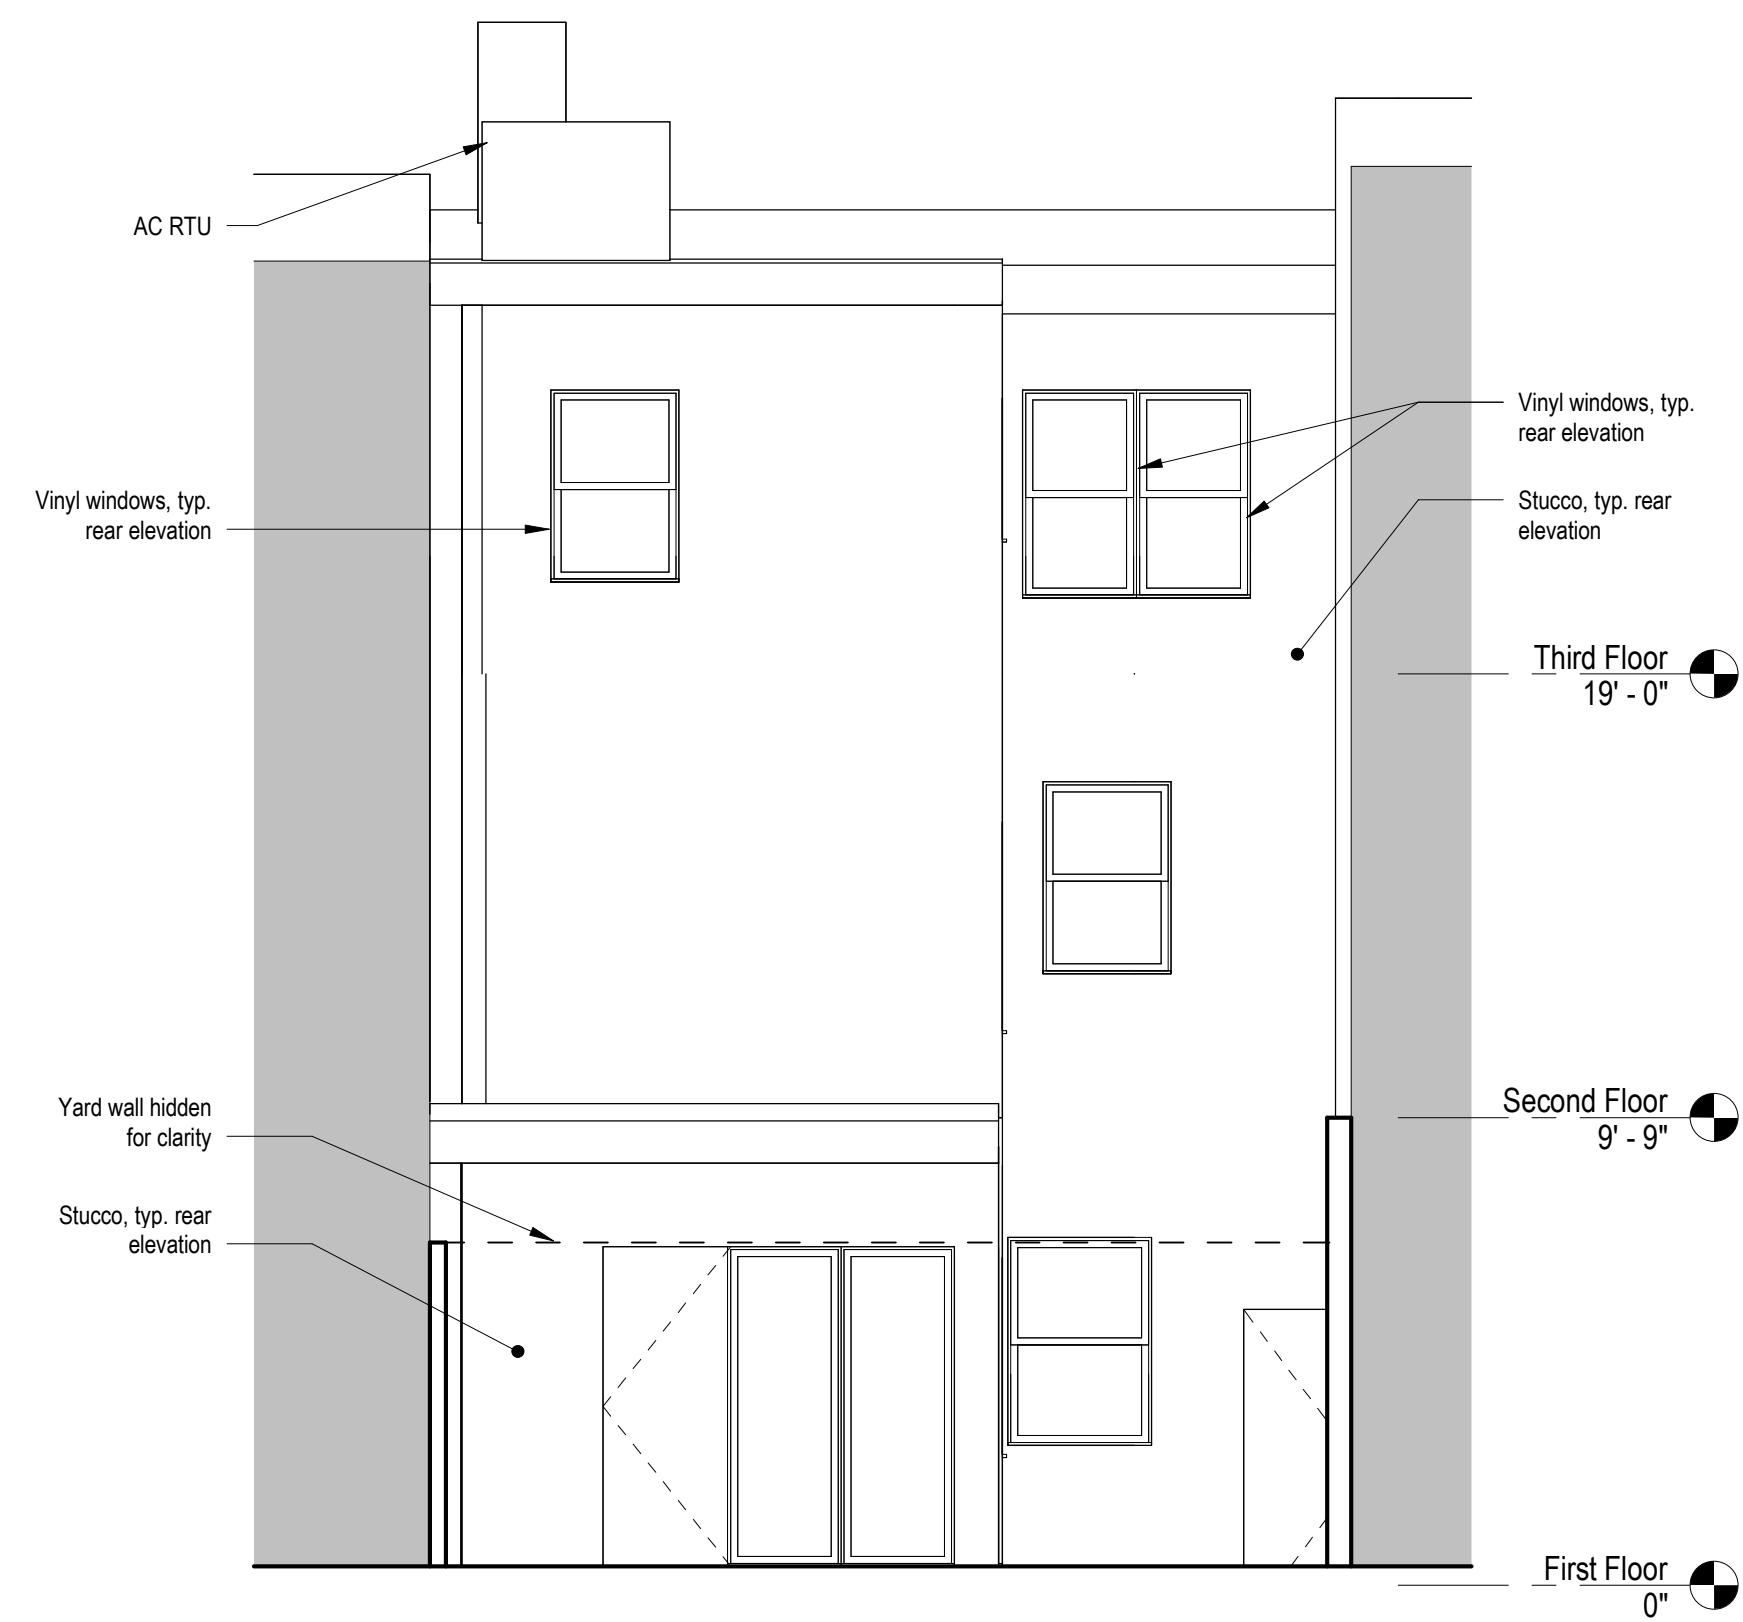 AC RTU
Vinyl windows, typ.
rear elevation
Vinyl windows, typ.
rear elevation
Stucco, typ. rear
elevation
Third Floor
19' - 0"
Yard wall hidden
for clarity
Second Floor
9' - 9"
Stucco, typ. rear
elevation
First Floor
0"